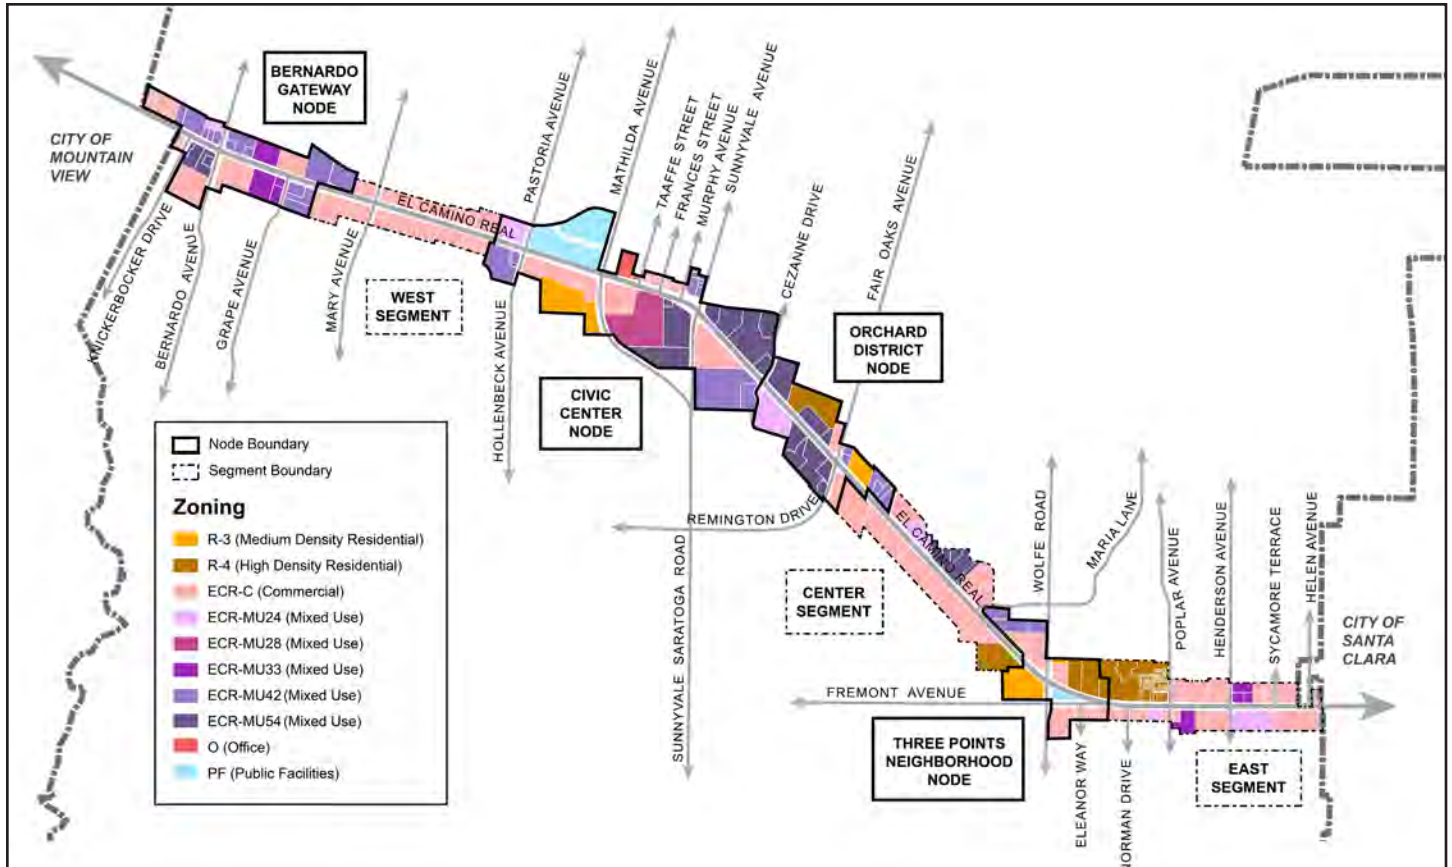 BERNARDO
GATEWAY
NODE
CITY OF
MOUNTAIN
VIEW
PASTORIA AVENUE
MATHILDA AVENUE
TAAFFE STREET
FRANCES STREET
MURPHY AVENUE
SUNNYVALE AVENUE
CEZANNE DRIVE
FAIR OAKS AVENUE
EL CAMINO REAL
KNICKERBOCKER DRIVE
BERNARDO AVENUE
GRAPE AVENUE
MARY AVENUE
WEST
SEGMENT
HOLLENBECK AVENUE
CIVIC
CENTER
NODE
ORCHARD
DISTRICT
NODE
REMINGTON DRIVE
SUNNYVALE SARATOGA ROAD
EL CAMINO REAL
CENTER
SEGMENT
WOLFE ROAD
MARIA LANE
POPLAR AVENUE
HENDERSON AVENUE
SYCAMORE TERRACE
HELEN AVENUE
CITY OF
SANTA
CLARA
FREMONT AVENUE
THREE POINTS
NEIGHBORHOOD
NODE
ELEANOR WAY
NORMAN DRIVE
EAST
SEGMENT
Node Boundary
Segment Boundary
Zoning
R-3 (Medium Density Residential)
R-4 (High Density Residential)
ECR-C (Commercial)
ECR-MU24 (Mixed Use)
ECR-MU28 (Mixed Use)
ECR-MU33 (Mixed Use)
ECR-MU42 (Mixed Use)
ECR-MU54 (Mixed Use)
O (Office)
PF (Public Facilities)